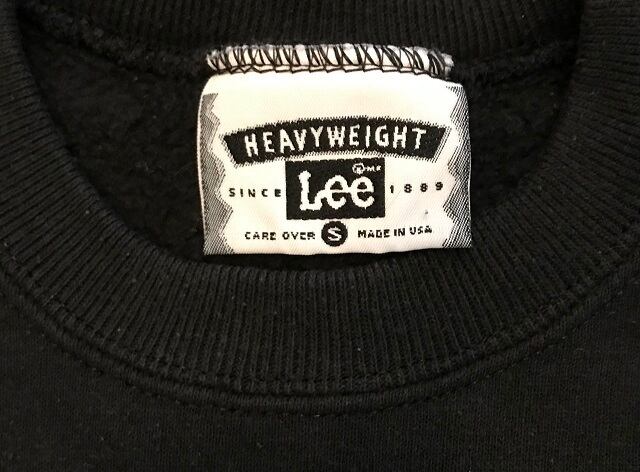 HEAVYWEIGHT
SINCE Lee ® M.R. 1889
CARE OVER S MADE IN USA